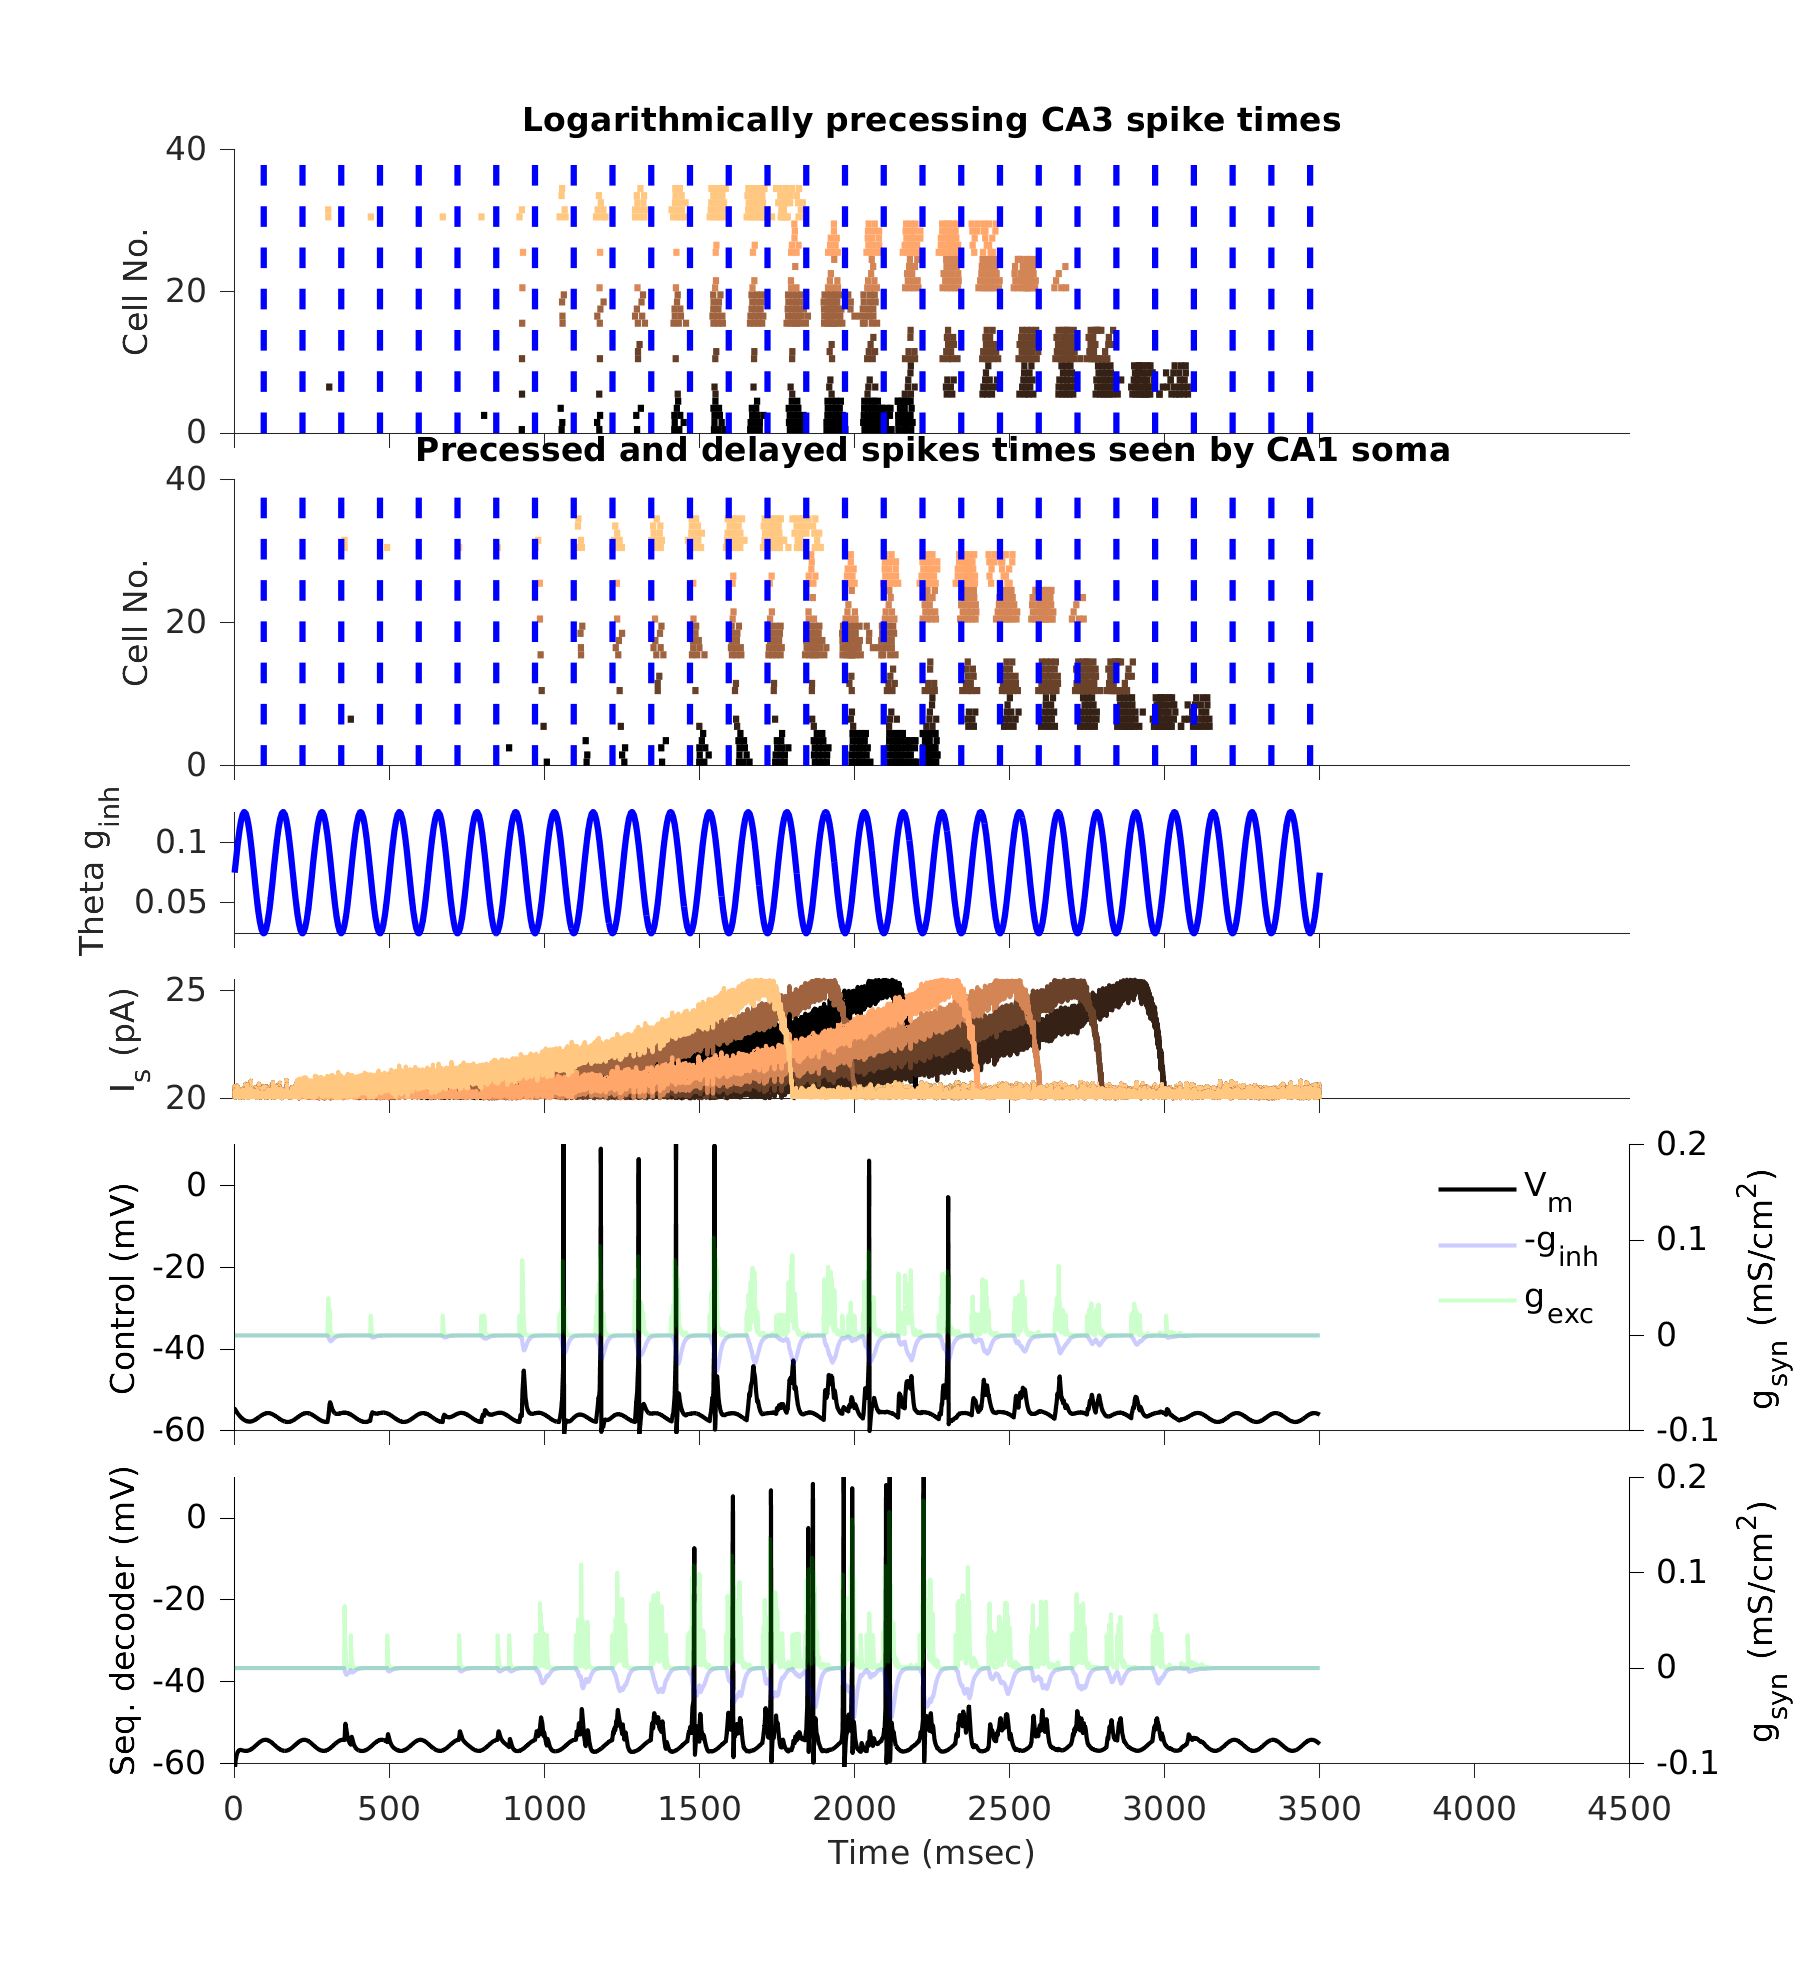 Logarithmically precessing CA3 spike times
40
20
0
Cell No.
Precessed and delayed spikes times seen by CA1 soma
40
20
0
Cell No.
0.1
0.05
Theta g_inh
25
20
I_s (pA)
0
-20
-40
-60
Control (mV)
V_m
-g_inh
g_exc
0.2
0.1
0
-0.1
g_syn (mS/cm^2)
0
-20
-40
-60
Seq. decoder (mV)
0.2
0.1
0
-0.1
g_syn (mS/cm^2)
0 500 1000 1500 2000 2500 3000 3500 4000 4500
Time (msec)